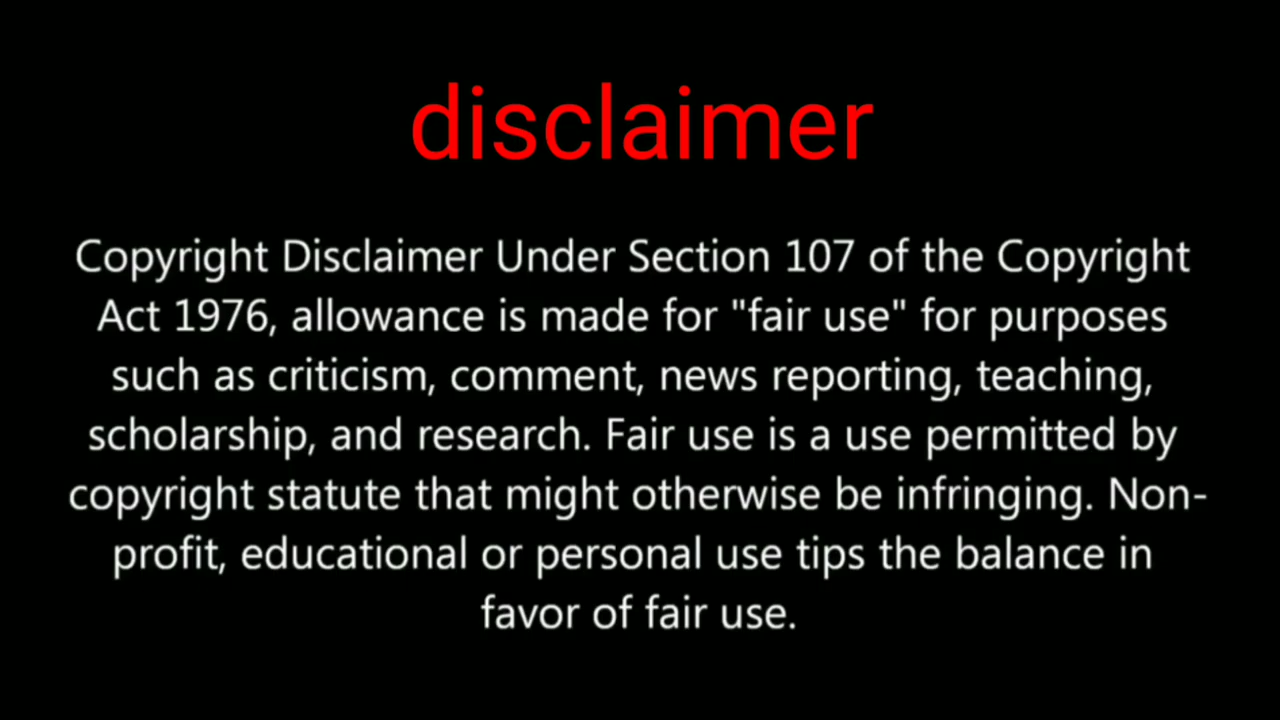 disclaimer
Copyright Disclaimer Under Section 107 of the Copyright
Act 1976, allowance is made for "fair use" for purposes
such as criticism, comment, news reporting, teaching,
scholarship, and research. Fair use is a use permitted by
copyright statute that might otherwise be infringing. Non-
profit, educational or personal use tips the balance in
favor of fair use.